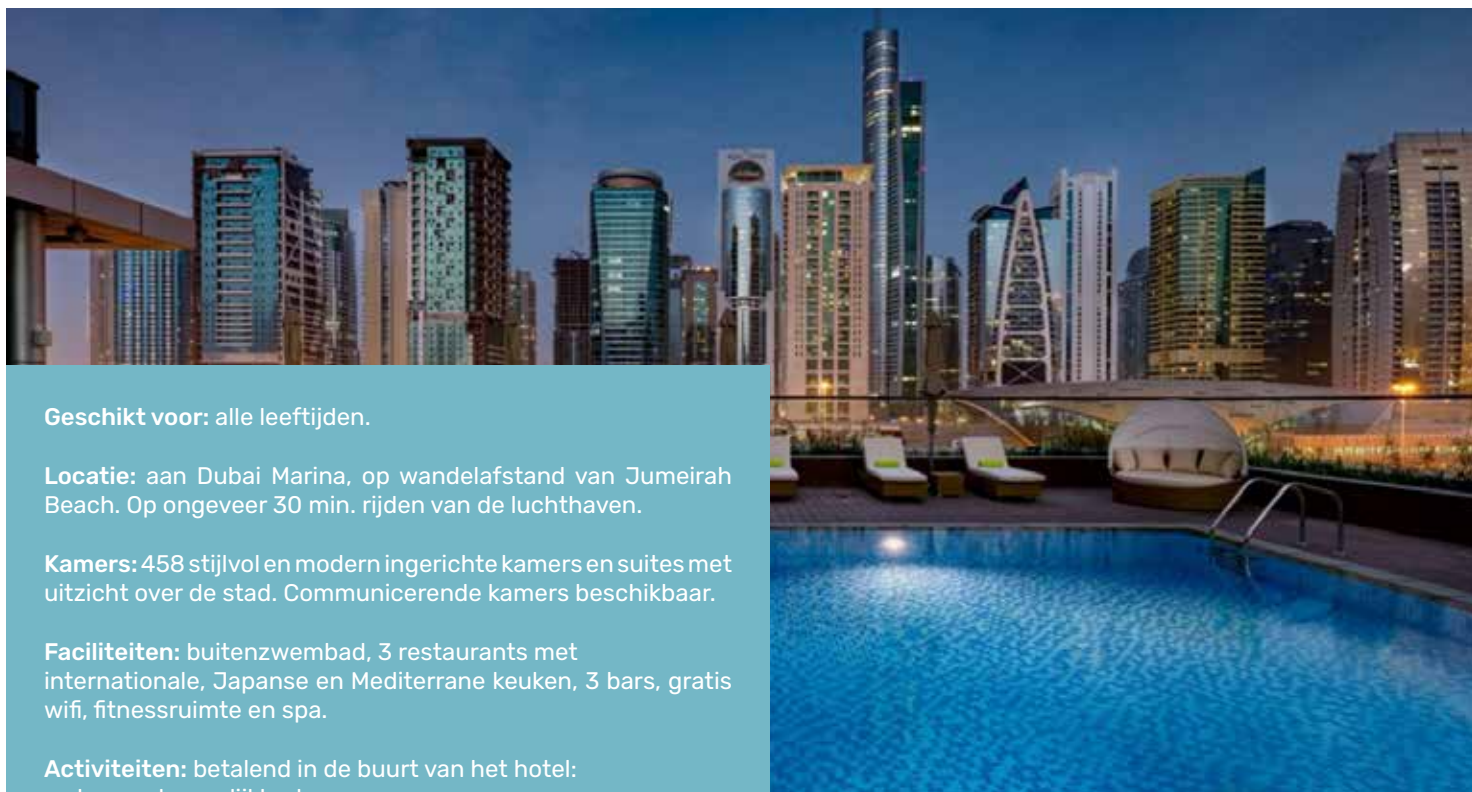 Geschikt voor: alle leeftijden.
Locatie: aan Dubai Marina, op wandelafstand van Jumeirah
Beach. Op ongeveer 30 min. rijden van de luchthaven.
Kamers: 458 stijlvol en modern ingerichte kamers en suites met
uitzicht over de stad. Communicerende kamers beschikbaar.
Faciliteiten: buitenzwembad, 3 restaurants met
internationale, Japanse en Mediterrane keuken, 3 bars, gratis
wifi, fitnessruimte en spa.
Activiteiten: betalend in de buurt van het hotel: